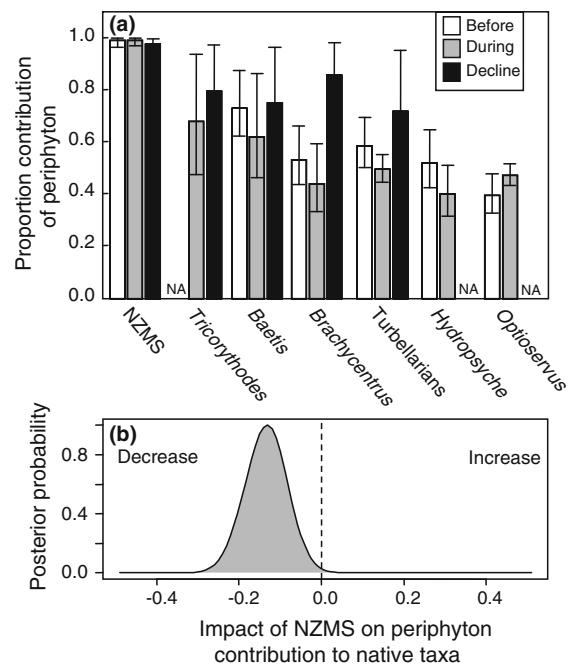 (a)
Before
During
Decline
Proportion contribution
of periphyton
1.0
0.8
0.6
0.4
0.2
0.0
NA
NA
NA
NZMS
Tricorythodes
Baetis
Brachycentrus
Turbellarians
Hydropsyche
Optioservus
(b)
Decrease
Increase
Posterior probability
0.8
0.4
0.0
-0.4
-0.2
0.0
0.2
0.4
Impact of NZMS on periphyton
contribution to native taxa